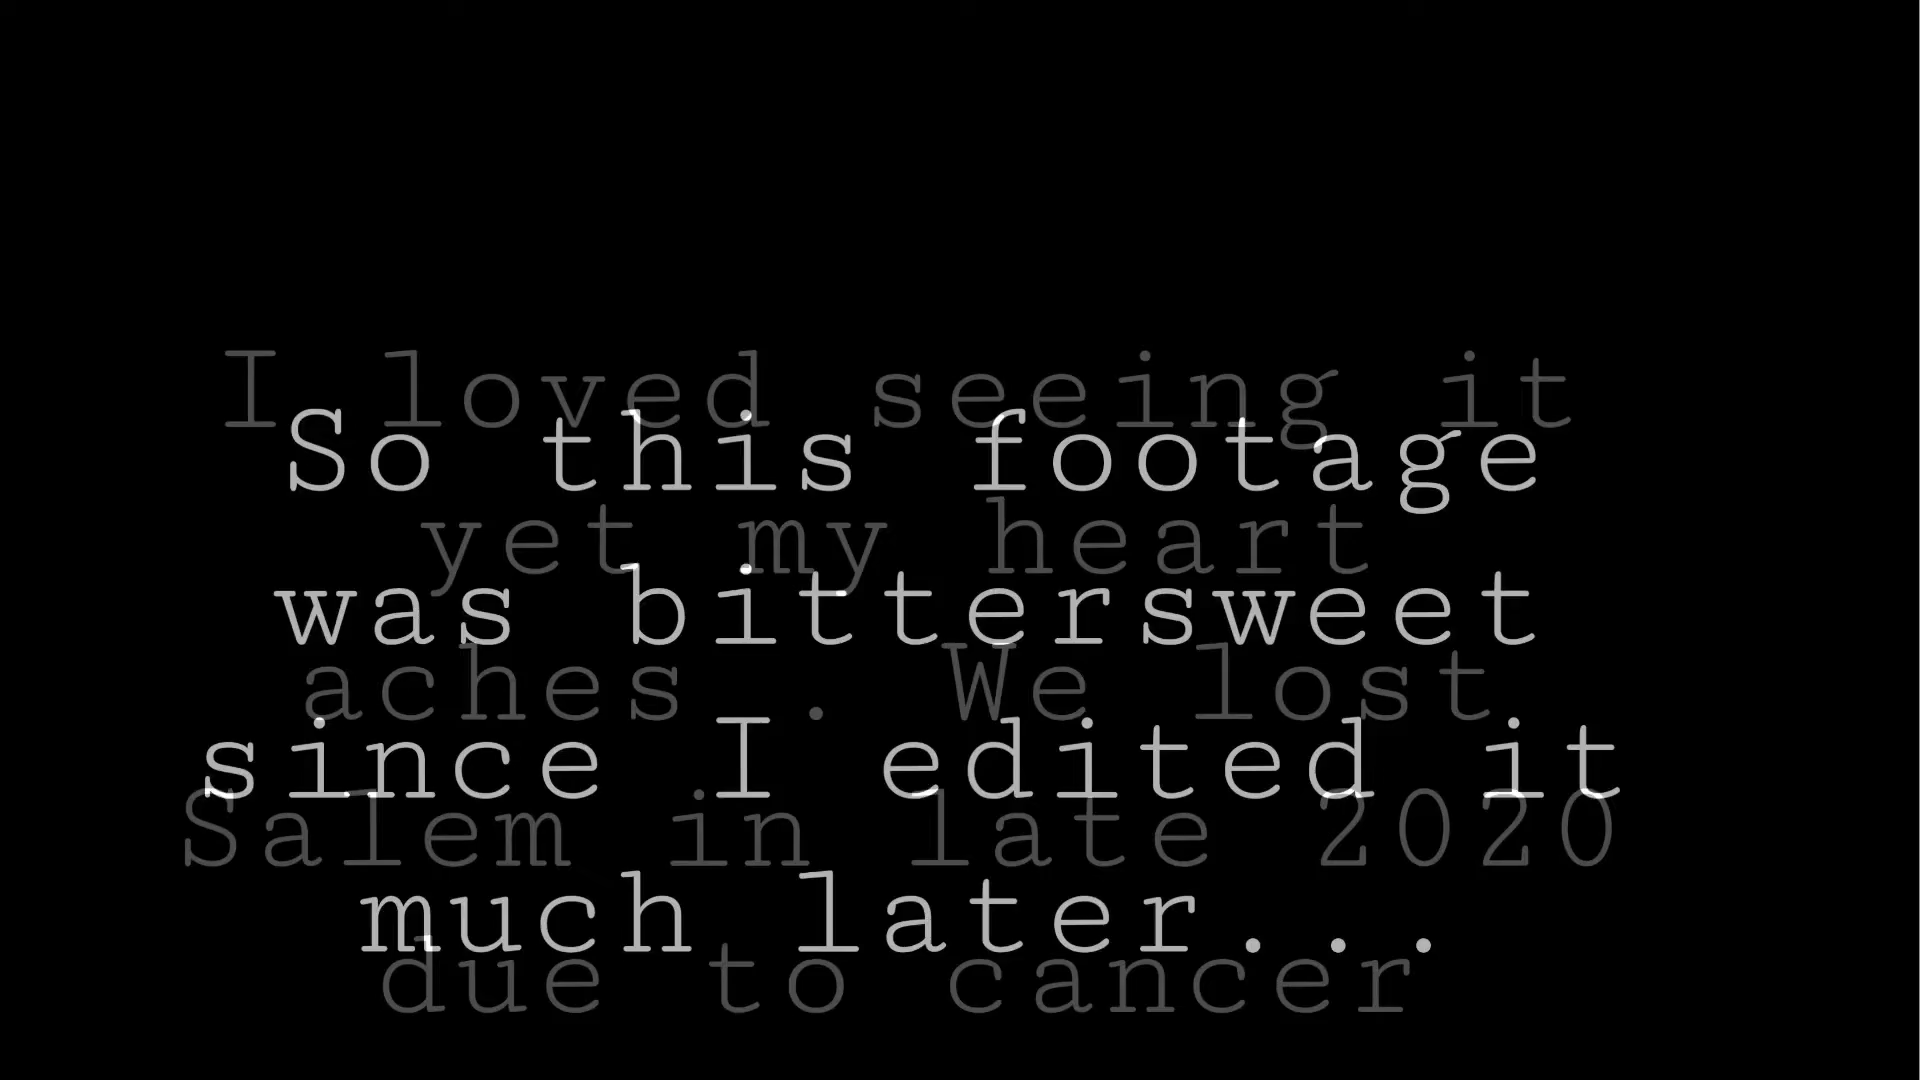 So this footage
was bittersweet
since I edited it
much later...
I loved seeing it
yet my heart
aches . We lost
Salem in late 2020
due to cancer